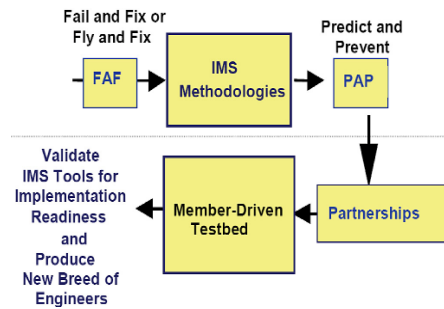 Fail and Fix or
Fly and Fix
FAF
IMS
Methodologies
Predict and
Prevent
PAP
Partnerships
Member-Driven
Testbed
Validate
IMS Tools for
Implementation
Readiness
and
Produce
New Breed of
Engineers